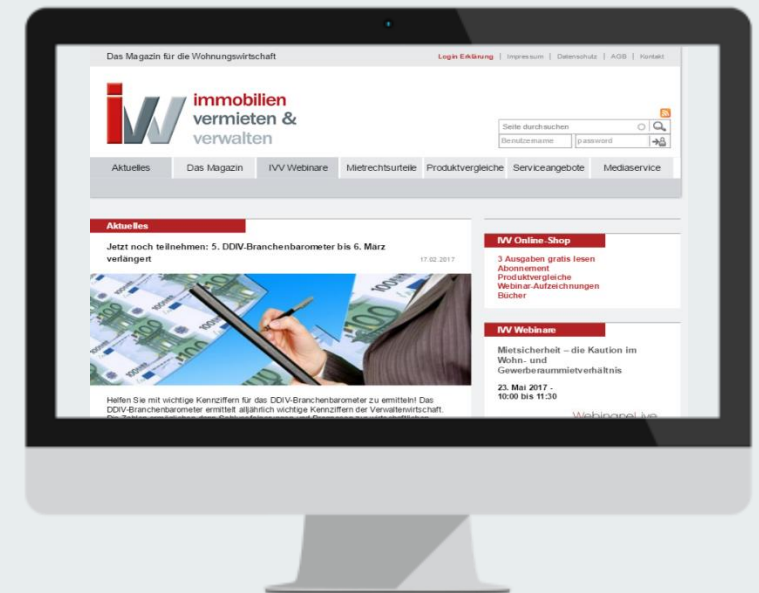 Das Magazin für die Wohnungswirtschaft
Login Erklärung | Impressum | Datenschutz | AGB | Kontakt
ivv immobilien
vermieten &
verwalten
Seite durchsuchen
Benutzername password
Aktuelles Das Magazin IVV Webinare Mietrechtsurteile Produktvergleiche Serviceangebote Mediaservice
Aktuelles
Jetzt noch teilnehmen: 5. DDIV-Branchenbarometer bis 6. März
verlängert 17.02.2017
100 EURO
100
Helfen Sie mit wichtige Kennziffern für das DDIV-Branchenbarometer zu ermitteln! Das
DDIV-Branchenbarometer ermittelt alljährlich wichtige Kennziffern der Verwalterwirtschaft.
IVV Online-Shop
3 Ausgaben gratis lesen
Abonnement
Produktvergleiche
Webinar-Aufzeichnungen
Bücher
IVV Webinare
Mietsicherheit – die Kaution im
Wohn- und
Gewerberaummietverhältnis
23. Mai 2017 -
10:00 bis 11:30